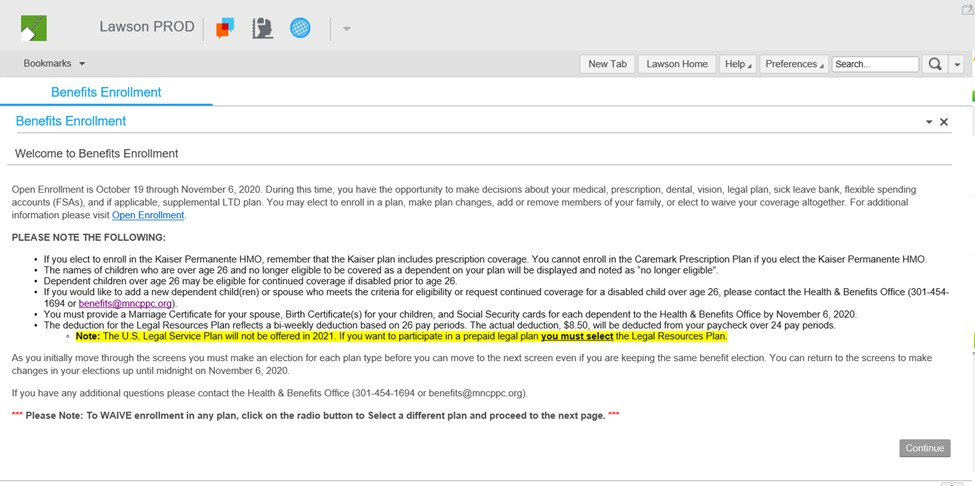 Lawson PROD
Bookmarks
New Tab
Lawson Home
Help
Preferences
Search...
Benefits Enrollment
Benefits Enrollment
Welcome to Benefits Enrollment
Open Enrollment is October 19 through November 6, 2020. During this time, you have the opportunity to make decisions about your medical, prescription, dental, vision, legal plan, sick leave bank, flexible spending
accounts (FSAs), and if applicable, supplemental LTD plan. You may elect to enroll in a plan, make plan changes, add or remove members of your family, or elect to waive your coverage altogether. For additional
information please visit Open Enrollment.
PLEASE NOTE THE FOLLOWING:
• If you elect to enroll in the Kaiser Permanente HMO, remember that the Kaiser plan includes prescription coverage. You cannot enroll in the Caremark Prescription Plan if you elect the Kaiser Permanente HMO.
• The names of children who are over age 26 and no longer eligible to be covered as a dependent on your plan will be displayed and noted as "no longer eligible".
• Dependent children over age 26 may be eligible for continued coverage if disabled prior to age 26.
• If you would like to add a new dependent child(ren) or spouse who meets the criteria for eligibility or request continued coverage for a disabled child over age 26, please contact the Health & Benefits Office (301-454-
1694 or benefits@mncppc.org).
• You must provide a Marriage Certificate for your spouse, Birth Certificate(s) for your children, and Social Security cards for each dependent to the Health & Benefits Office by November 6, 2020.
• The deduction for the Legal Resources Plan reflects a bi-weekly deduction based on 26 pay periods. The actual deduction, $8.50, will be deducted from your paycheck over 24 pay periods.
◦ Note: The U.S. Legal Service Plan will not be offered in 2021. If you want to participate in a prepaid legal plan you must select the Legal Resources Plan.
As you initially move through the screens you must make an election for each plan type before you can move to the next screen even if you are keeping the same benefit election. You can return to the screens to make
changes in your elections up until midnight on November 6, 2020.
If you have any additional questions please contact the Health & Benefits Office (301-454-1694 or benefits@mncppc.org).
*** Please Note: To WAIVE enrollment in any plan, click on the radio button to Select a different plan and proceed to the next page. ***
Continue